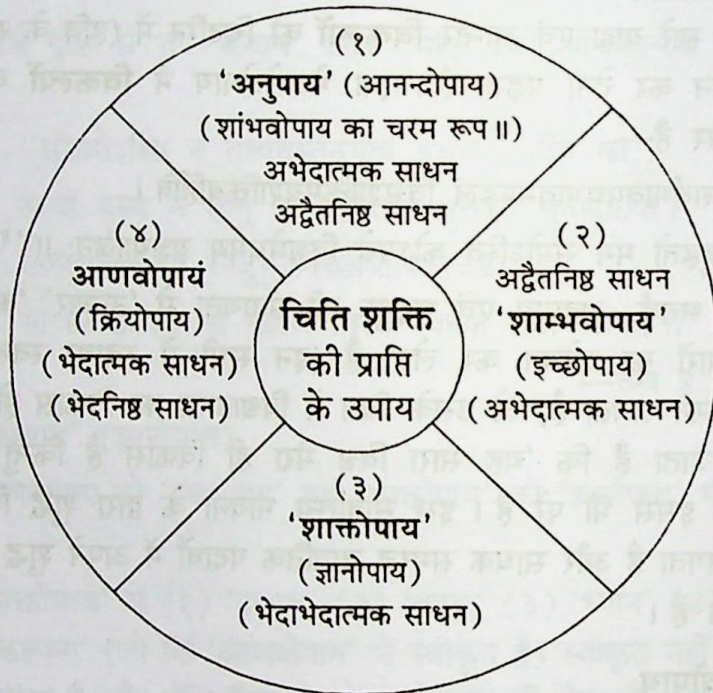 (१)
'अनुपाय' (आनन्दोपाय)
(शांभवोपाय का चरम रूप॥)
अभेदात्मक साधन
अद्वैतनिष्ठ साधन
(२)
अद्वैतनिष्ठ साधन
'शाम्भवोपाय'
(इच्छोपाय)
(अभेदात्मक साधन)
(३)
'शाक्तोपाय'
(ज्ञानोपाय)
(भेदाभेदात्मक साधन)
(४)
आणवोपायं
(क्रियोपाय)
(भेदात्मक साधन)
(भेदनिष्ठ साधन)
चिति शक्ति
की प्राप्ति
के उपाय